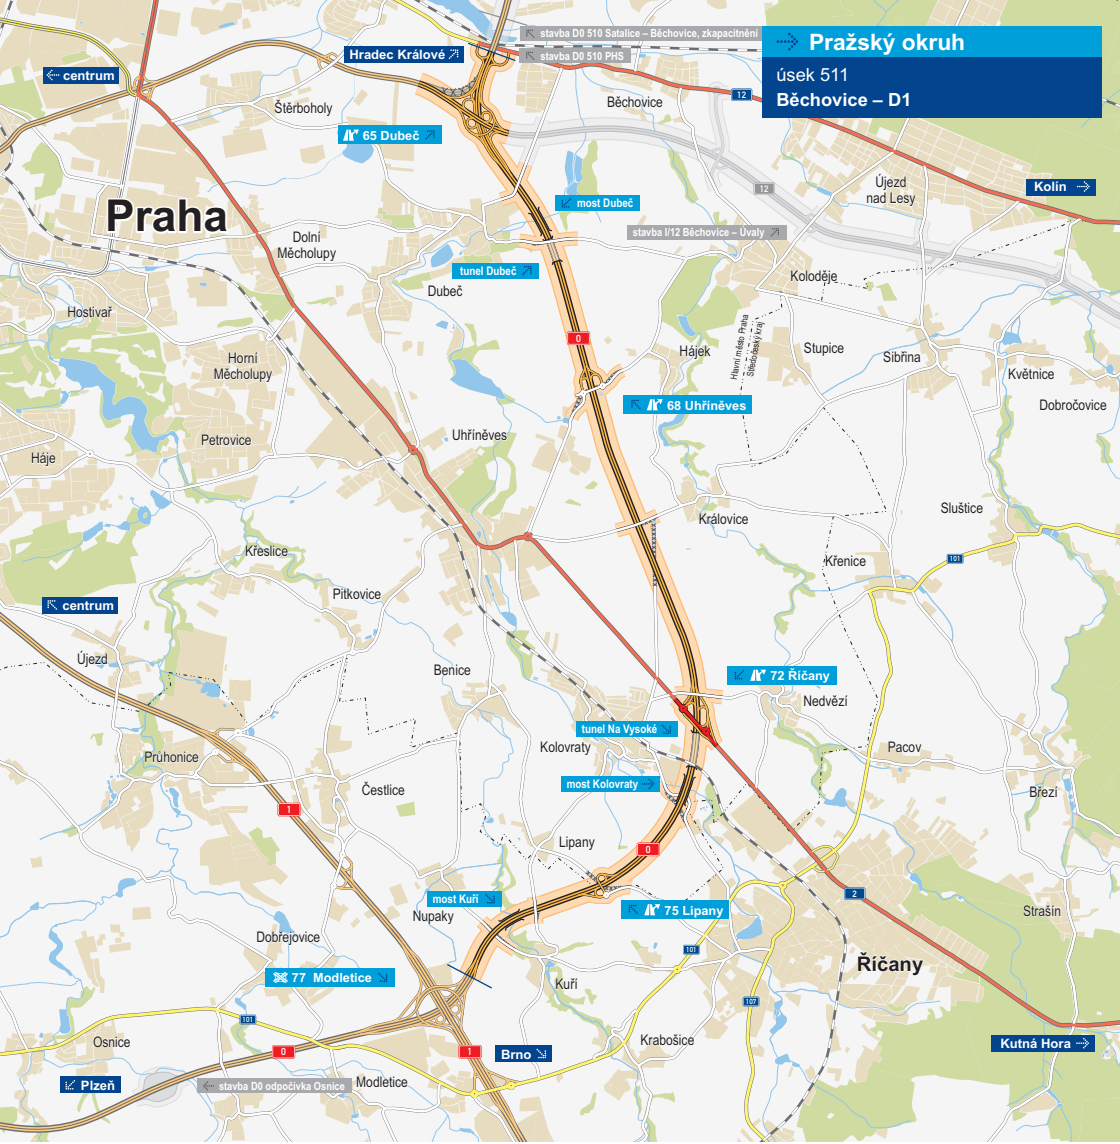 stavba D0 510 Satalice – Běchovice, zkapacitnění
Pražský okruh
úsek 511
Běchovice – D1
Hradec Králové
stavba D0 510 PHS
centrum
12
Běchovice
Štěrboholy
65 Dubeč
12
Újezd
nad Lesy
Kolín
Praha
most Dubeč
stavba I/12 Běchovice – Úvaly
Dolní
Měcholupy
tunel Dubeč
Dubeč
Koloděje
Hostivař
0
Hlavní město Praha
Středočeský kraj
Hájek
Stupice
Sibřina
Horní
Měcholupy
Květnice
68 Uhříněves
Dobročovice
Petrovice
Uhříněves
Háje
Královice
Sluštice
Křeslice
101
Křenice
Pitkovice
centrum
Újezd
Benice
72 Říčany
Nedvězí
tunel Na Vysoké
Kolovraty
Pacov
Průhonice
most Kolovraty
Čestlice
Březí
1
Lipany
0
2
most Kuří
Nupaky
75 Lipany
Strašín
Dobřejovice
101
Říčany
77 Modletice
Kuří
107
101
Osnice
Krabošice
Kutná Hora
0
1
Brno
Plzeň
stavba D0 odpočívka Osnice
Modletice